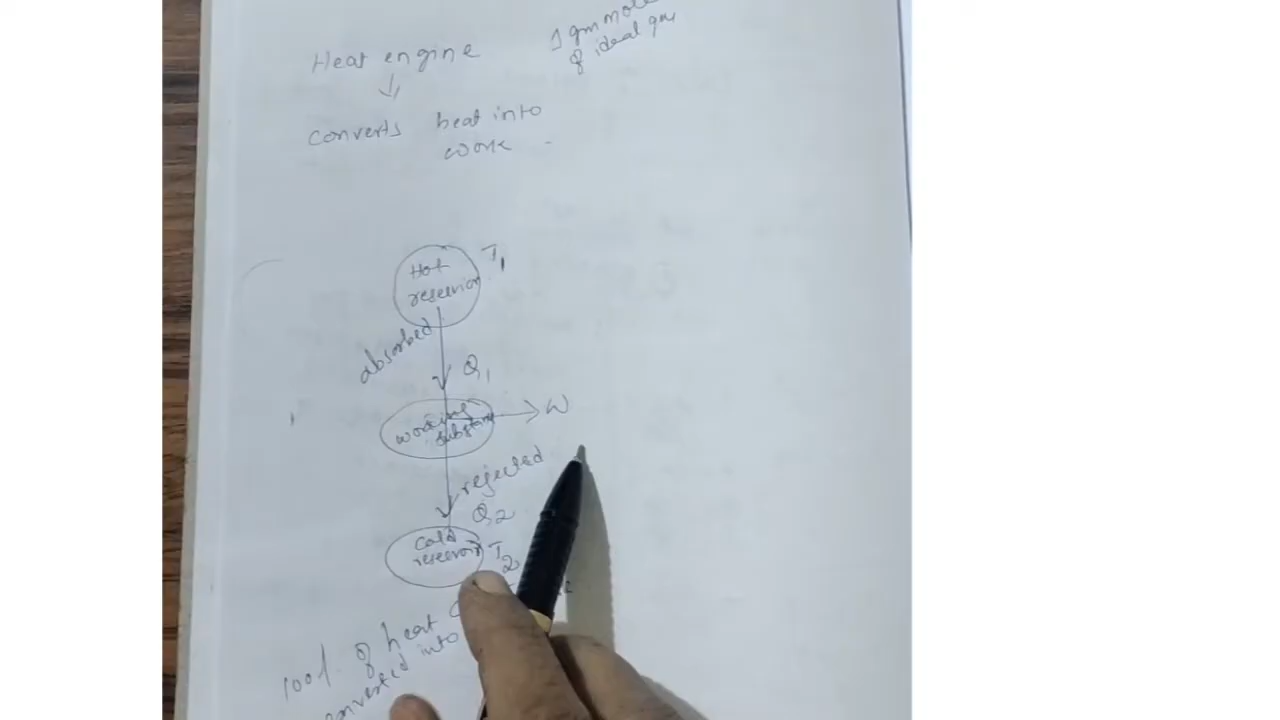 Heat engine
1 gm mole
of ideal gas
converts heat into
work
Hot
reservior
T1
absorbed
Q1
working
substance
W
rejected
Q2
Cold
reservoir
T2
100% of heat
converted into